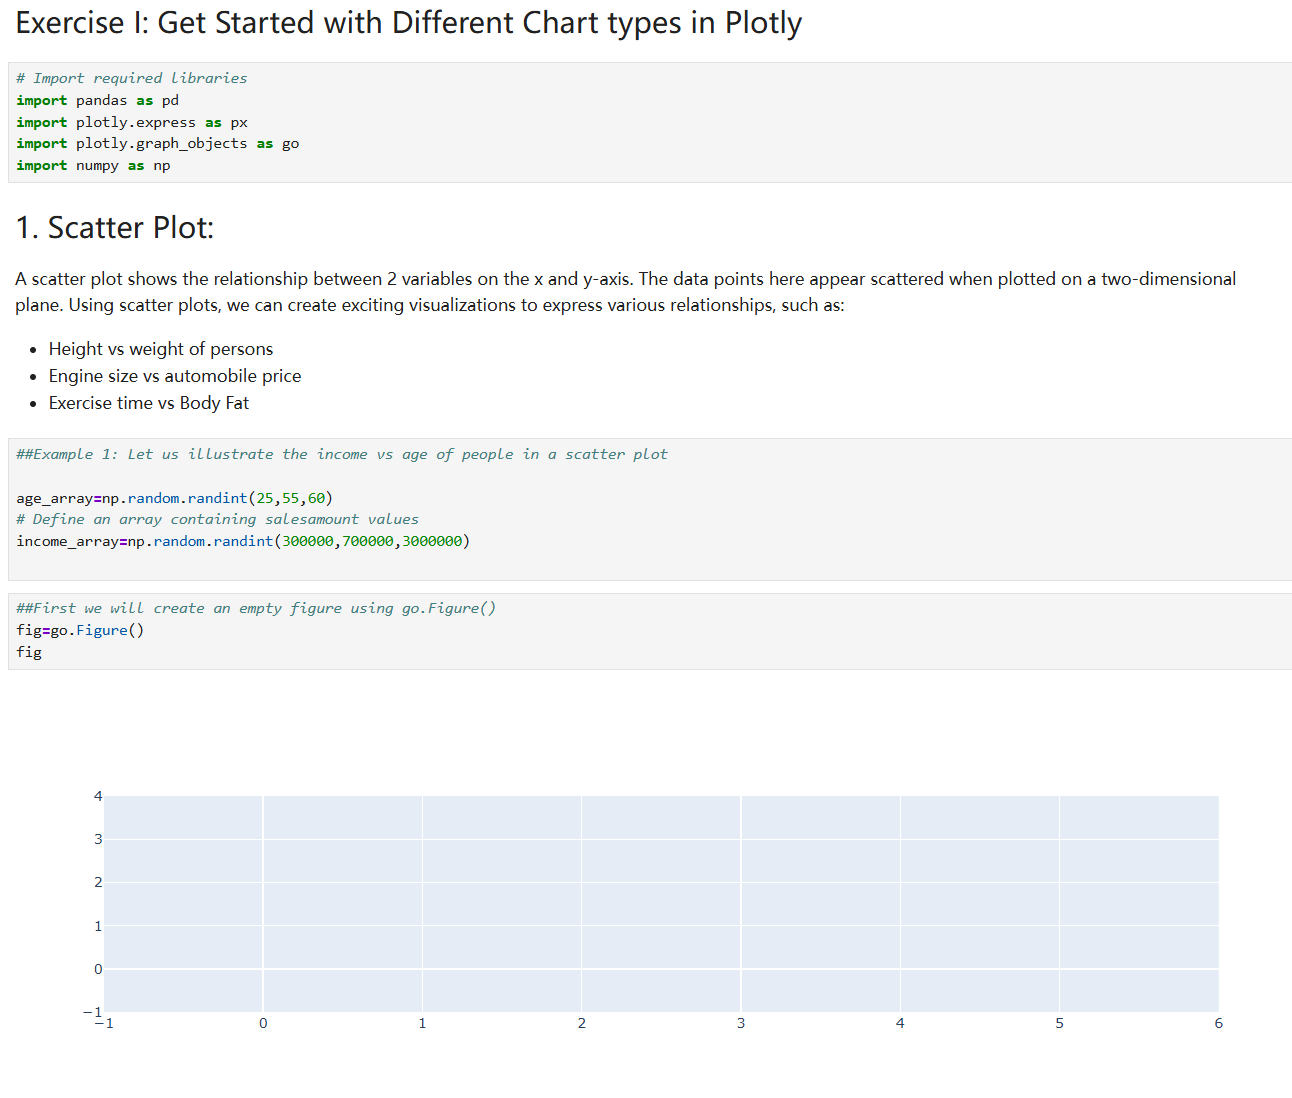 Exercise I: Get Started with Different Chart types in Plotly
# Import required libraries
import pandas as pd
import plotly.express as px
import plotly.graph_objects as go
import numpy as np
1. Scatter Plot:
A scatter plot shows the relationship between 2 variables on the x and y-axis. The data points here appear scattered when plotted on a two-dimensional
plane. Using scatter plots, we can create exciting visualizations to express various relationships, such as:
• Height vs weight of persons
• Engine size vs automobile price
• Exercise time vs Body Fat
##Example 1: Let us illustrate the income vs age of people in a scatter plot
age_array=np.random.randint(25,55,60)
# Define an array containing salesamount values
income_array=np.random.randint(300000,700000,3000000)
##First we will create an empty figure using go.Figure()
fig=go.Figure()
fig
4
3
2
1
0
−1
−1 0 1 2 3 4 5 6